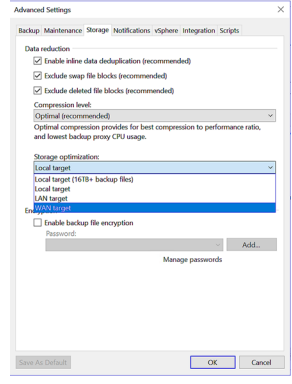 Advanced Settings
Backup Maintenance Storage Notifications vSphere Integration Scripts
Data reduction
Enable inline data deduplication (recommended)
Exclude swap file blocks (recommended)
Exclude deleted file blocks (recommended)
Compression level:
Optimal (recommended)
Optimal compression provides for best compression to performance ratio,
and lowest backup proxy CPU usage.
Storage optimization:
Local target
Local target (16TB+ backup files)
Local target
LAN target
WAN target
Enable backup file encryption
Password:
Add...
Manage passwords
Save As Default
OK
Cancel